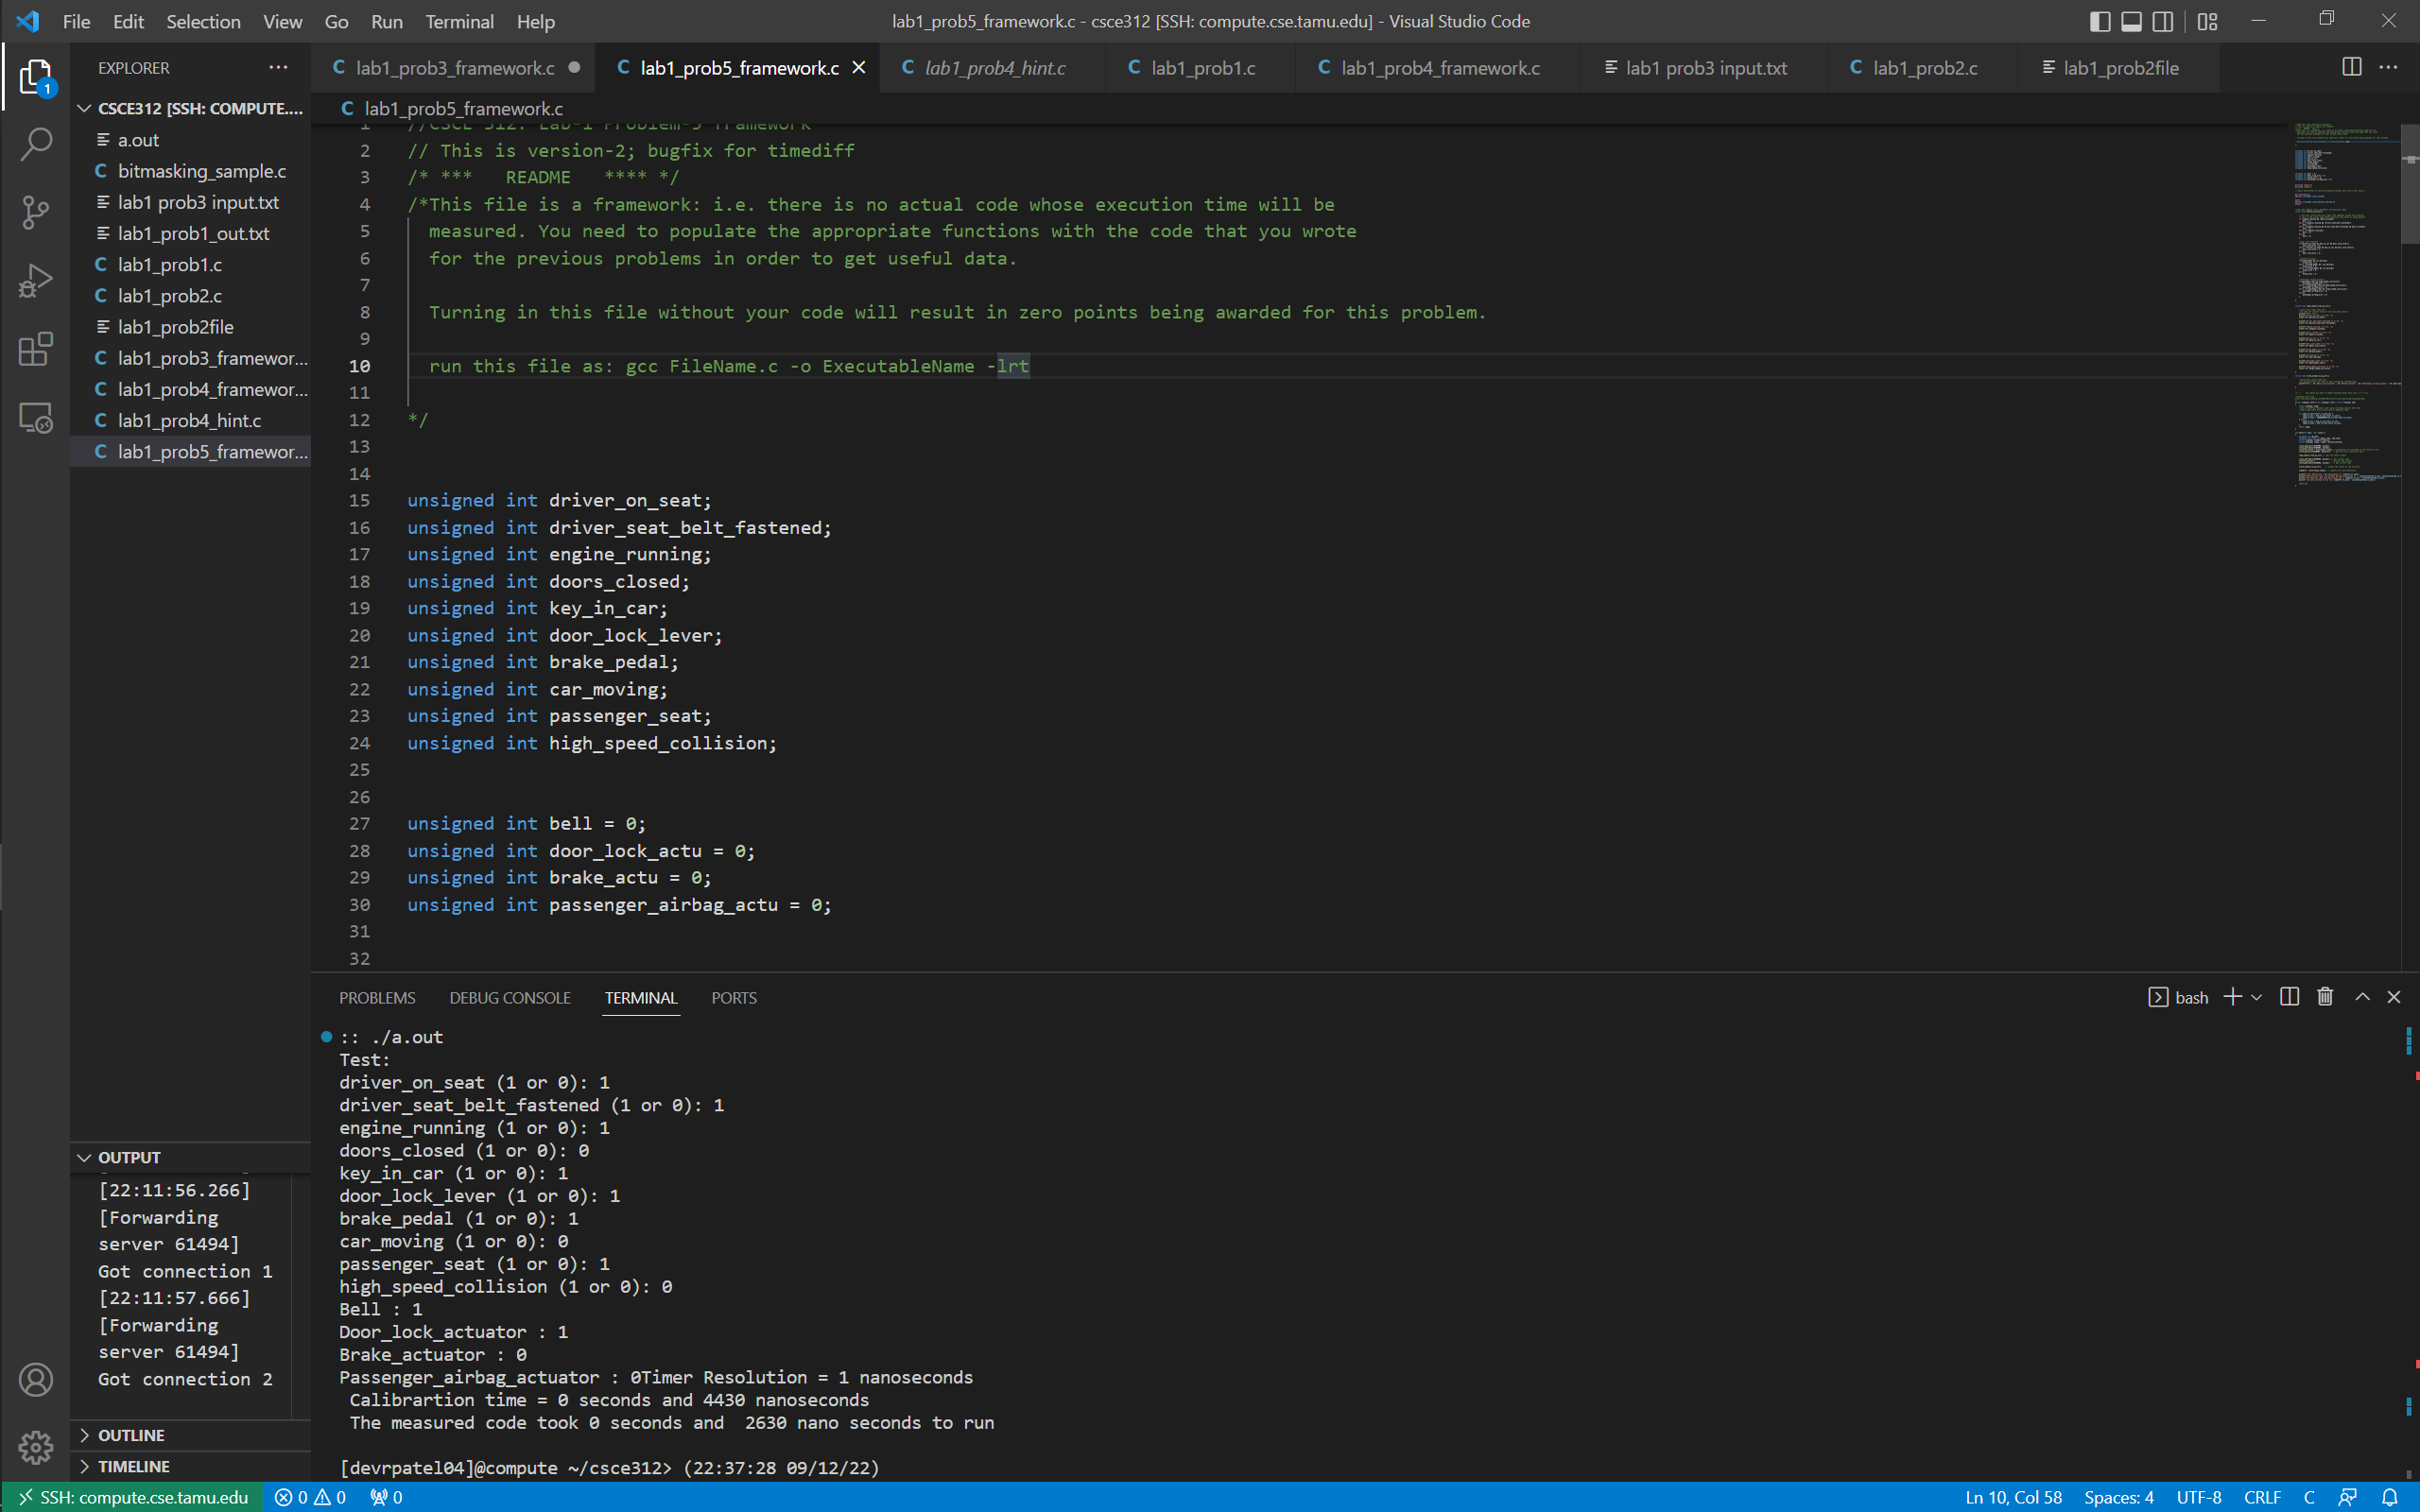 File Edit Selection View Go Run Terminal Help
lab1_prob5_framework.c - csce312 [SSH: compute.cse.tamu.edu] - Visual Studio Code
EXPLORER
1
CSCE312 [SSH: COMPUTE....
a.out
C bitmasking_sample.c
lab1 prob3 input.txt
lab1_prob1_out.txt
C lab1_prob1.c
C lab1_prob2.c
lab1_prob2file
C lab1_prob3_framewor...
C lab1_prob4_framewor...
C lab1_prob4_hint.c
C lab1_prob5_framewor...
OUTPUT
[22:11:56.266]
[Forwarding
server 61494]
Got connection 1
[22:11:57.666]
[Forwarding
server 61494]
Got connection 2
OUTLINE
TIMELINE
C lab1_prob3_framework.c
C lab1_prob5_framework.c
C lab1_prob4_hint.c
C lab1_prob1.c
C lab1_prob4_framework.c
lab1 prob3 input.txt
C lab1_prob2.c
lab1_prob2file
C lab1_prob5_framework.c
1 //CSCE 312: Lab-1 Problem-5 framework
2 // This is version-2; bugfix for timediff
3 /* *** README **** */
4 /*This file is a framework: i.e. there is no actual code whose execution time will be
5 measured. You need to populate the appropriate functions with the code that you wrote
6 for the previous problems in order to get useful data.
7
8 Turning in this file without your code will result in zero points being awarded for this problem.
9
10 run this file as: gcc FileName.c -o ExecutableName -lrt
11
12 */
13
14
15 unsigned int driver_on_seat;
16 unsigned int driver_seat_belt_fastened;
17 unsigned int engine_running;
18 unsigned int doors_closed;
19 unsigned int key_in_car;
20 unsigned int door_lock_lever;
21 unsigned int brake_pedal;
22 unsigned int car_moving;
23 unsigned int passenger_seat;
24 unsigned int high_speed_collision;
25
26
27 unsigned int bell = 0;
28 unsigned int door_lock_actu = 0;
29 unsigned int brake_actu = 0;
30 unsigned int passenger_airbag_actu = 0;
31
32
PROBLEMS DEBUG CONSOLE TERMINAL PORTS
bash
:: ./a.out
Test:
driver_on_seat (1 or 0): 1
driver_seat_belt_fastened (1 or 0): 1
engine_running (1 or 0): 1
doors_closed (1 or 0): 0
key_in_car (1 or 0): 1
door_lock_lever (1 or 0): 1
brake_pedal (1 or 0): 1
car_moving (1 or 0): 0
passenger_seat (1 or 0): 1
high_speed_collision (1 or 0): 0
Bell : 1
Door_lock_actuator : 1
Brake_actuator : 0
Passenger_airbag_actuator : 0Timer Resolution = 1 nanoseconds
Calibrartion time = 0 seconds and 4430 nanoseconds
The measured code took 0 seconds and 2630 nano seconds to run
[devrpatel04]@compute ~/csce312> (22:37:28 09/12/22)
SSH: compute.cse.tamu.edu 0 0 0
Ln 10, Col 58 Spaces: 4 UTF-8 CRLF C